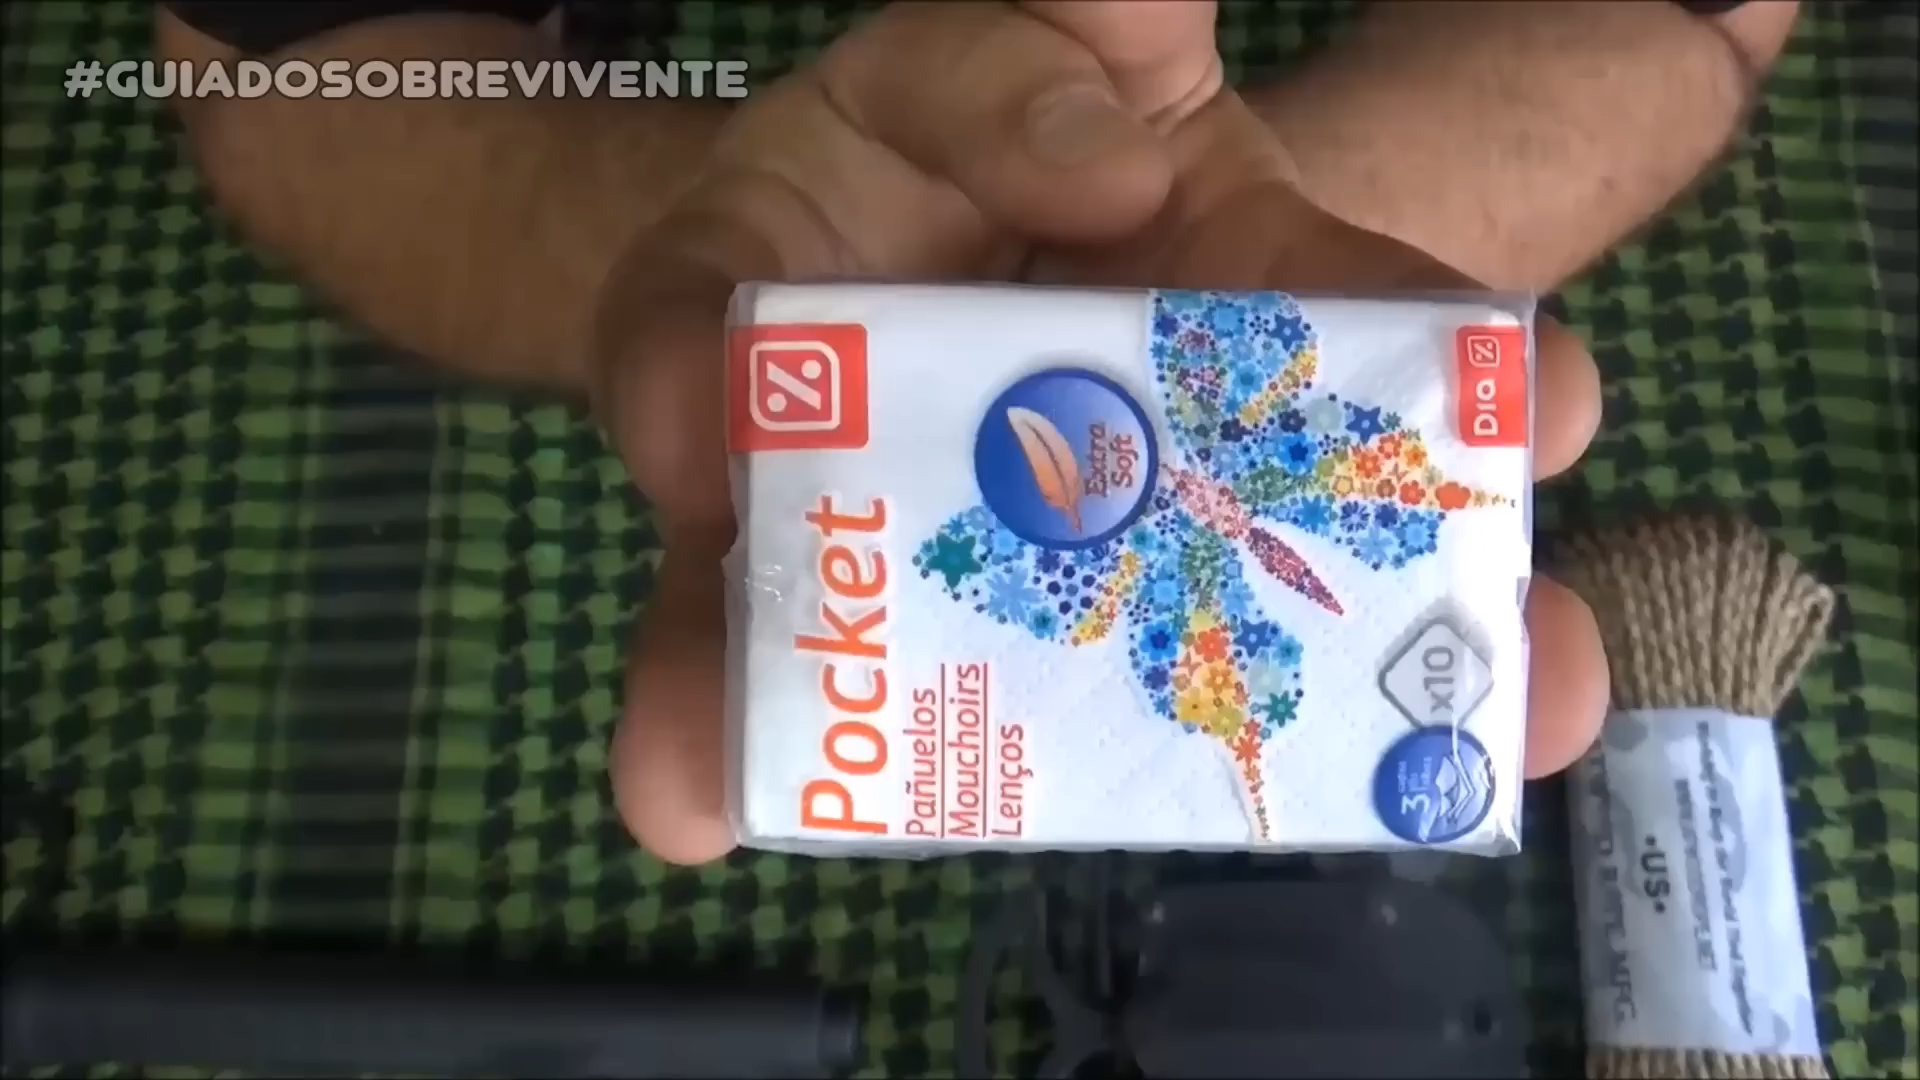 #GUIADOSOBREVIVENTE
Pocket
Pañuelos
Mouchoirs
Lenços
Extra
Soft
DIA %
x10
3
•US•